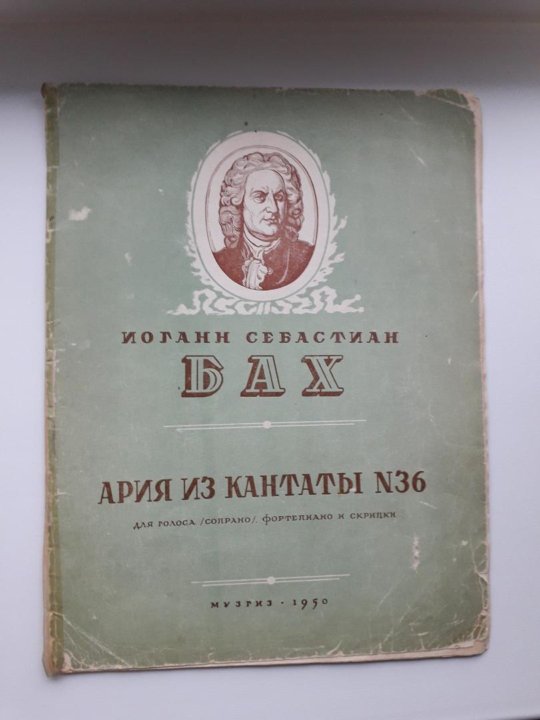 ИОГАНН СЕБАСТИАН
БАХ
АРИЯ ИЗ КАНТАТЫ N36
ДЛЯ ГОЛОСА /СОПРАНО/, ФОРТЕПИАНО И СКРИПКИ
МУЗГИЗ · 1950